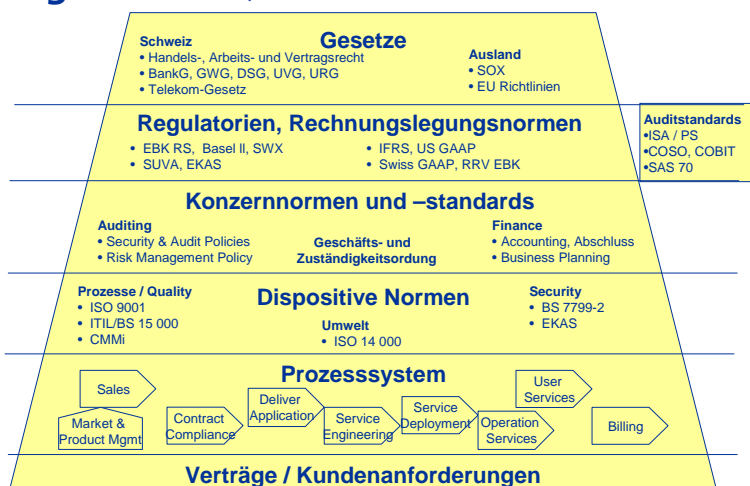 Gesetze
Schweiz
• Handels-, Arbeits- und Vertragsrecht
• BankG, GWG, DSG, UVG, URG
• Telekom-Gesetz
Ausland
• SOX
• EU Richtlinien
Regulatorien, Rechnungslegungsnormen
• EBK RS, Basel II, SWX
• SUVA, EKAS
• IFRS, US GAAP
• Swiss GAAP, RRV EBK
Auditstandards
•ISA / PS
•COSO, COBIT
•SAS 70
Konzernnormen und –standards
Auditing
• Security & Audit Policies
• Risk Management Policy
Geschäfts- und
Zuständigkeitsordung
Finance
• Accounting, Abschluss
• Business Planning
Dispositive Normen
Prozesse / Quality
• ISO 9001
• ITIL/BS 15 000
• CMMi
Umwelt
• ISO 14 000
Security
• BS 7799-2
• EKAS
Prozesssystem
Sales
Market &
Product Mgmt
Contract
Compliance
Deliver
Application
Service
Engineering
Service
Deployment
Operation
Services
User
Services
Billing
Verträge / Kundenanforderungen